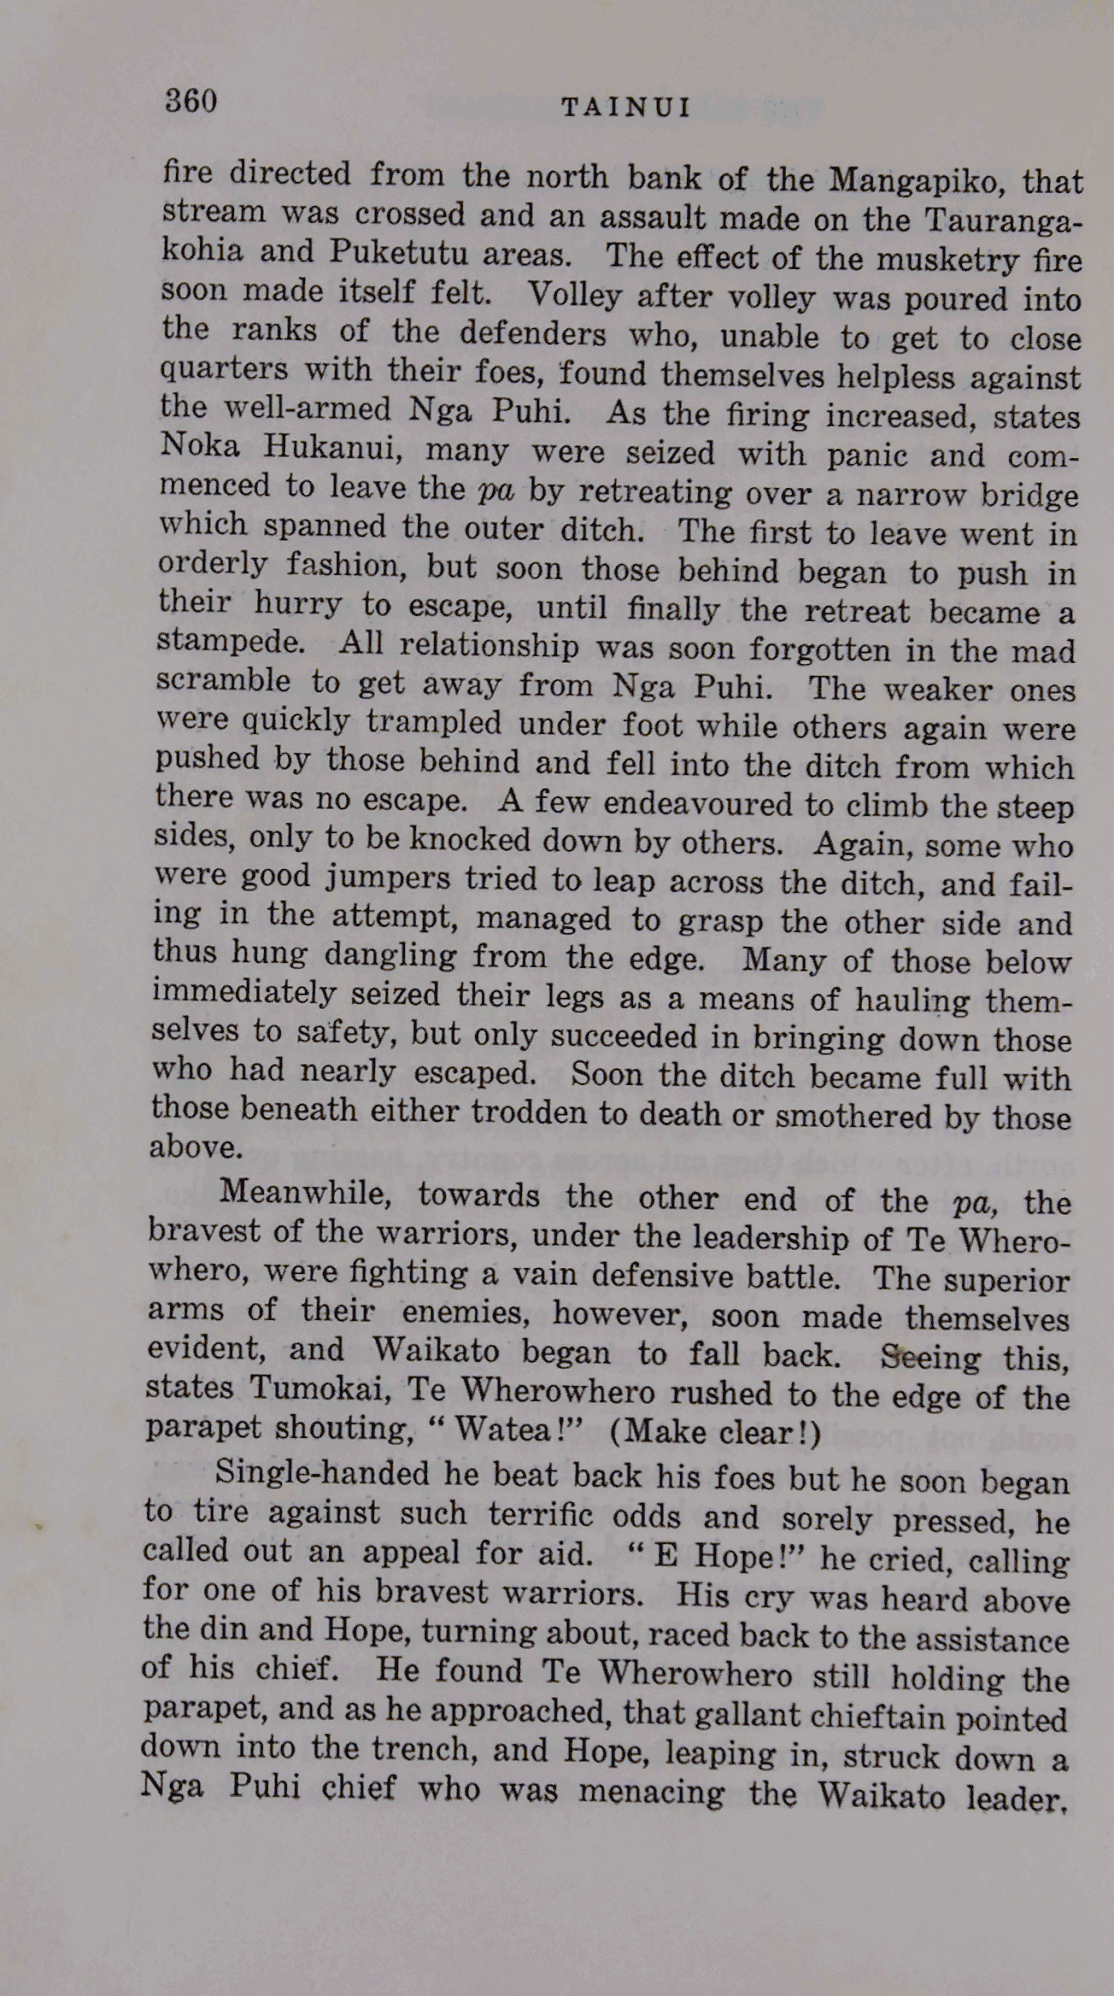 360
TAINUI
fire directed from the north bank of the Mangapiko, that
stream was crossed and an assault made on the Tauranga-
kohia and Puketutu areas. The effect of the musketry fire
soon made itself felt. Volley after volley was poured into
the ranks of the defenders who, unable to get to close
quarters with their foes, found themselves helpless against
the well-armed Nga Puhi. As the firing increased, states
Noka Hukanui, many were seized with panic and com-
menced to leave the pa by retreating over a narrow bridge
which spanned the outer ditch. The first to leave went in
orderly fashion, but soon those behind began to push in
their hurry to escape, until finally the retreat became a
stampede. All relationship was soon forgotten in the mad
scramble to get away from Nga Puhi. The weaker ones
were quickly trampled under foot while others again were
pushed by those behind and fell into the ditch from which
there was no escape. A few endeavoured to climb the steep
sides, only to be knocked down by others. Again, some who
were good jumpers tried to leap across the ditch, and fail-
ing in the attempt, managed to grasp the other side and
thus hung dangling from the edge. Many of those below
immediately seized their legs as a means of hauling them-
selves to safety, but only succeeded in bringing down those
who had nearly escaped. Soon the ditch became full with
those beneath either trodden to death or smothered by those
above.
Meanwhile, towards the other end of the pa, the
bravest of the warriors, under the leadership of Te Whero-
whero, were fighting a vain defensive battle. The superior
arms of their enemies, however, soon made themselves
evident, and Waikato began to fall back. Seeing this,
states Tumokai, Te Wherowhero rushed to the edge of the
parapet shouting, “ Watea!” (Make clear!)
Single-handed he beat back his foes but he soon began
to tire against such terrific odds and sorely pressed, he
called out an appeal for aid. “ E Hope!” he cried, calling
for one of his bravest warriors. His cry was heard above
the din and Hope, turning about, raced back to the assistance
of his chief. He found Te Wherowhero still holding the
parapet, and as he approached, that gallant chieftain pointed
down into the trench, and Hope, leaping in, struck down a
Nga Puhi chief who was menacing the Waikato leader.